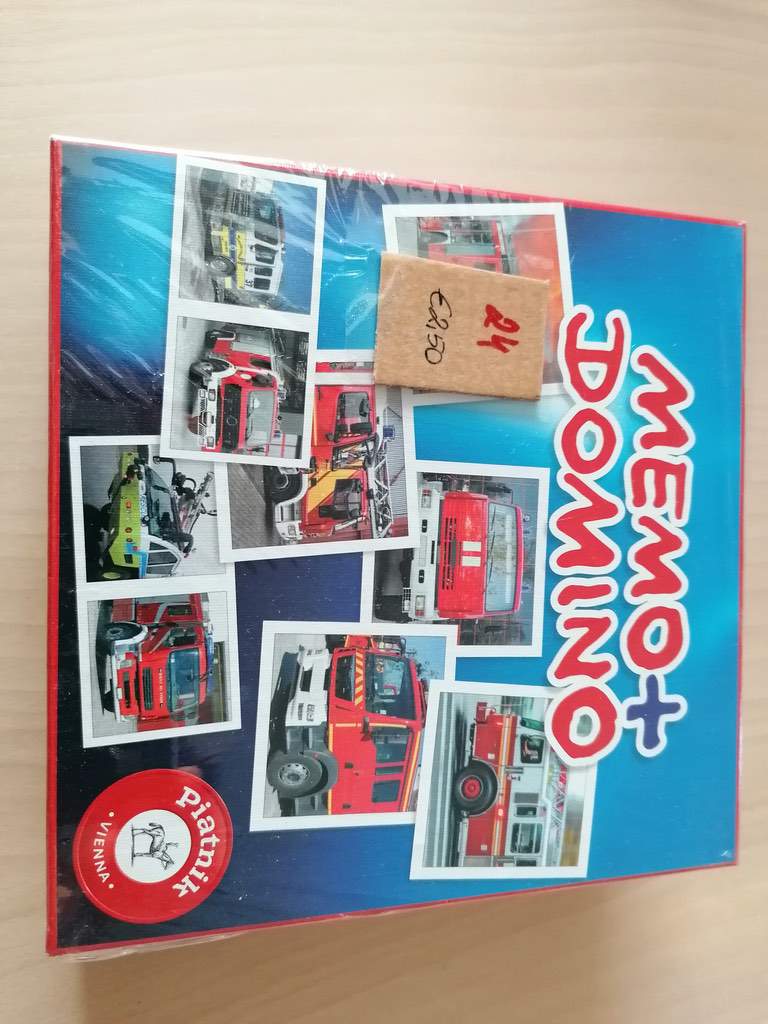 MEMO+
DOMINO
24
€2,50
Piatnik
· VIENNA ·